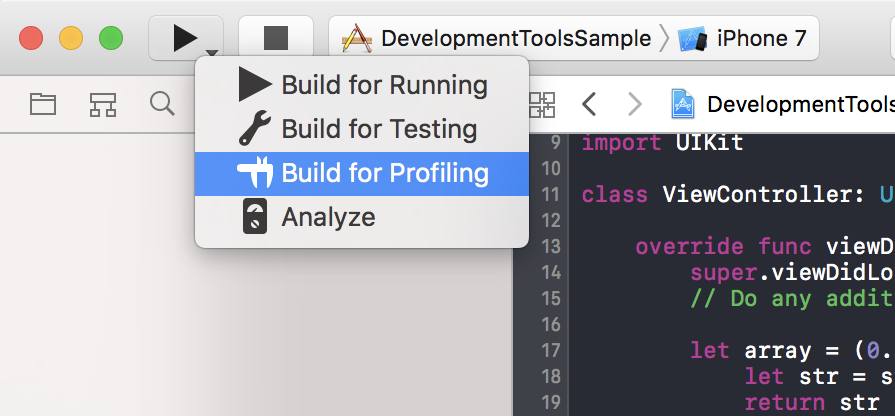 DevelopmentToolsSample
iPhone 7
Build for Running
Build for Testing
Build for Profiling
Analyze
DevelopmentTools
9 import UIKit
10
11 class ViewController: U
12
13 override func viewD
14 super.viewDidLo
15 // Do any addit
16
17 let array = (0.
18 let str = s
19 return str